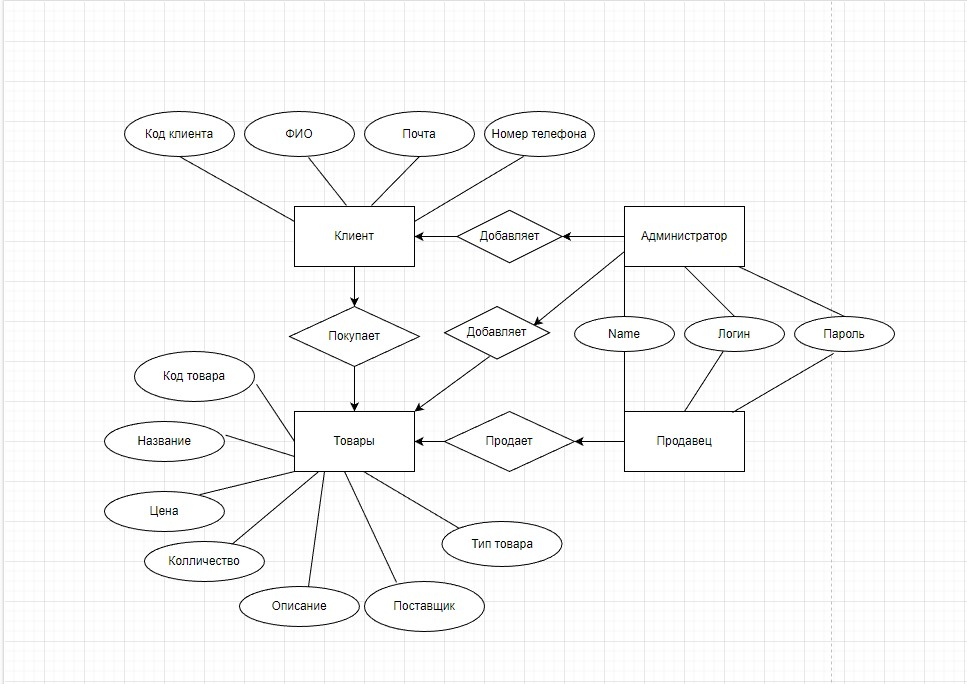 Код клиента
ФИО
Почта
Номер телефона
Клиент
Добавляет
Администратор
Покупает
Добавляет
Name
Логин
Пароль
Код товара
Название
Товары
Продает
Продавец
Цена
Колличество
Тип товара
Описание
Поставщик